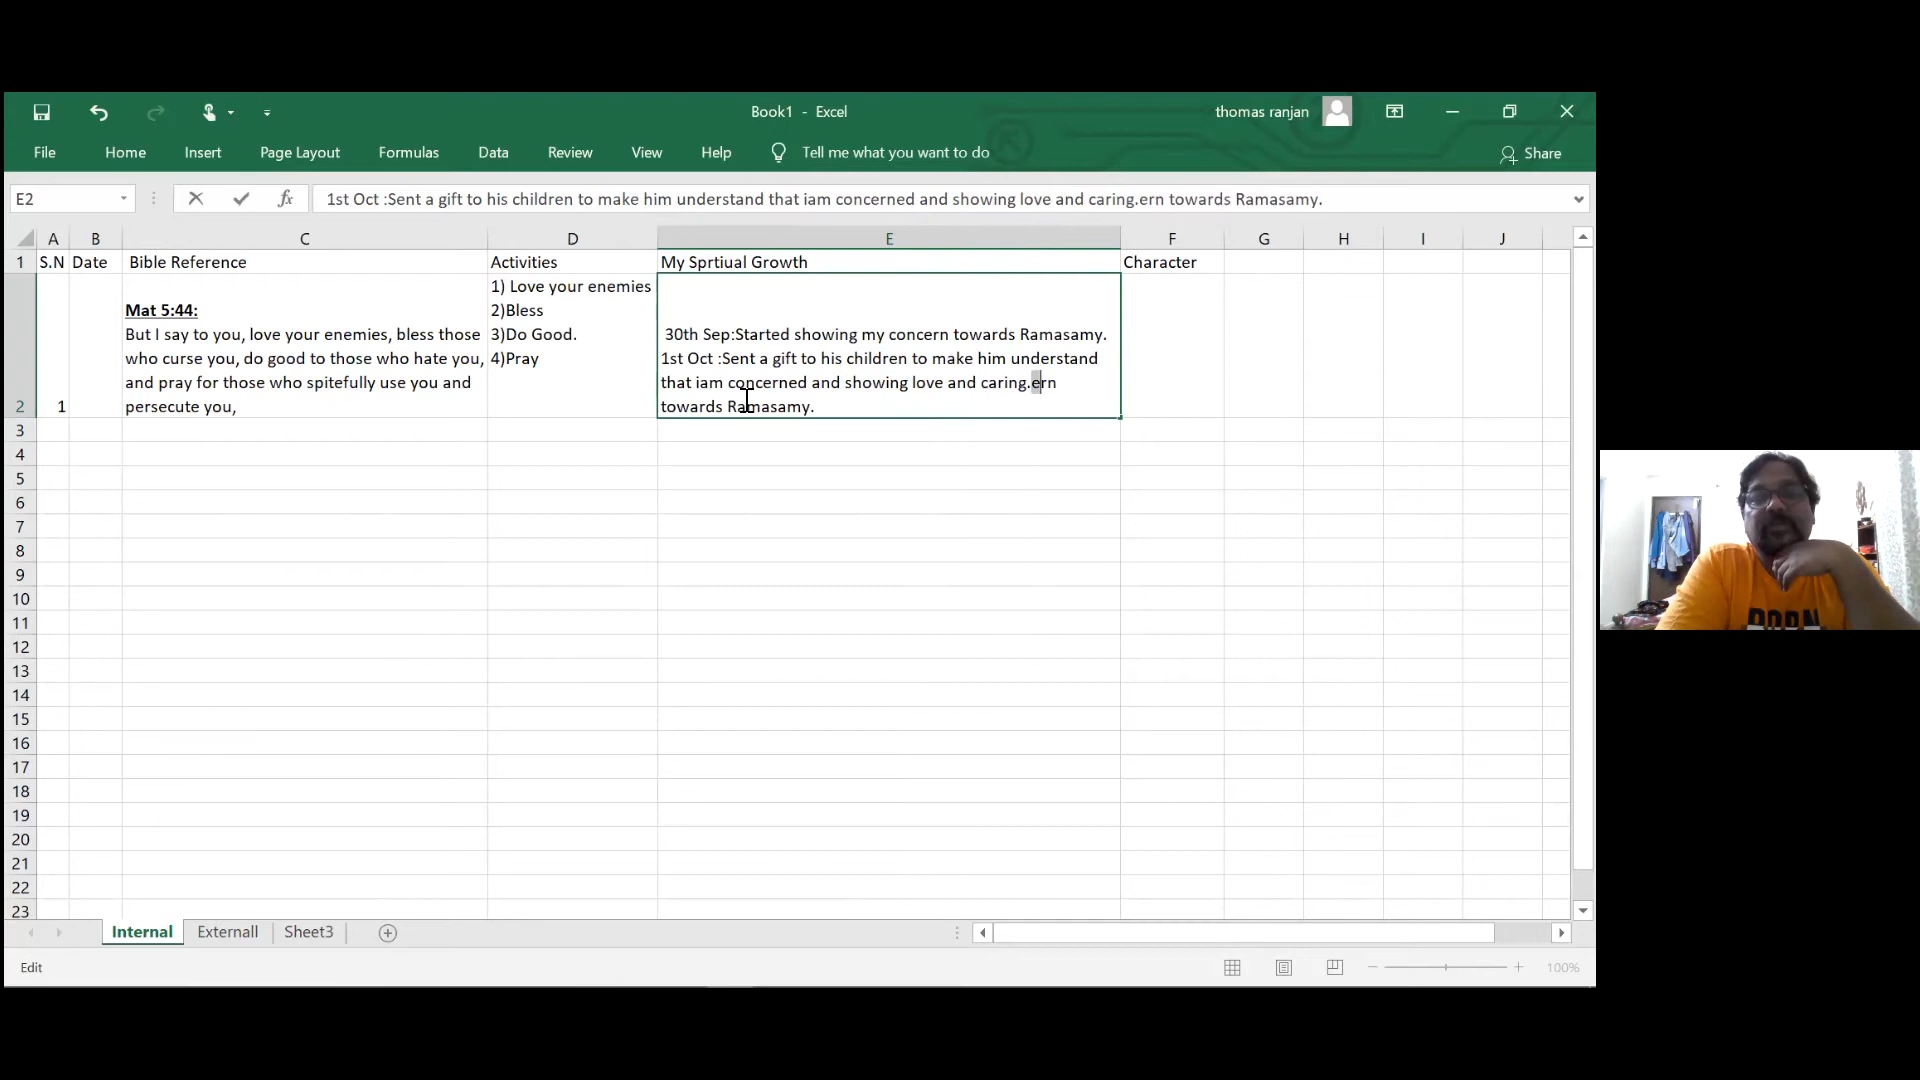 Book1 - Excel
thomas ranjan
File Home Insert Page Layout Formulas Data Review View Help Tell me what you want to do Share
E2 fx 1st Oct :Sent a gift to his children to make him understand that iam concerned and showing love and caring.ern towards Ramasamy.
A B C D E F G H I J
1 S.N Date Bible Reference Activities My Sprtiual Growth Character
Mat 5:44:
But I say to you, love your enemies, bless those
who curse you, do good to those who hate you,
and pray for those who spitefully use you and
persecute you,
1) Love your enemies
2)Bless
3)Do Good.
4)Pray
30th Sep:Started showing my concern towards Ramasamy.
1st Oct :Sent a gift to his children to make him understand
that iam concerned and showing love and caring.ern
towards Ramasamy.
2 1
3
4
5
6
7
8
9
10
11
12
13
14
15
16
17
18
19
20
21
22
23
Internal Externall Sheet3
Edit 100%
BORN